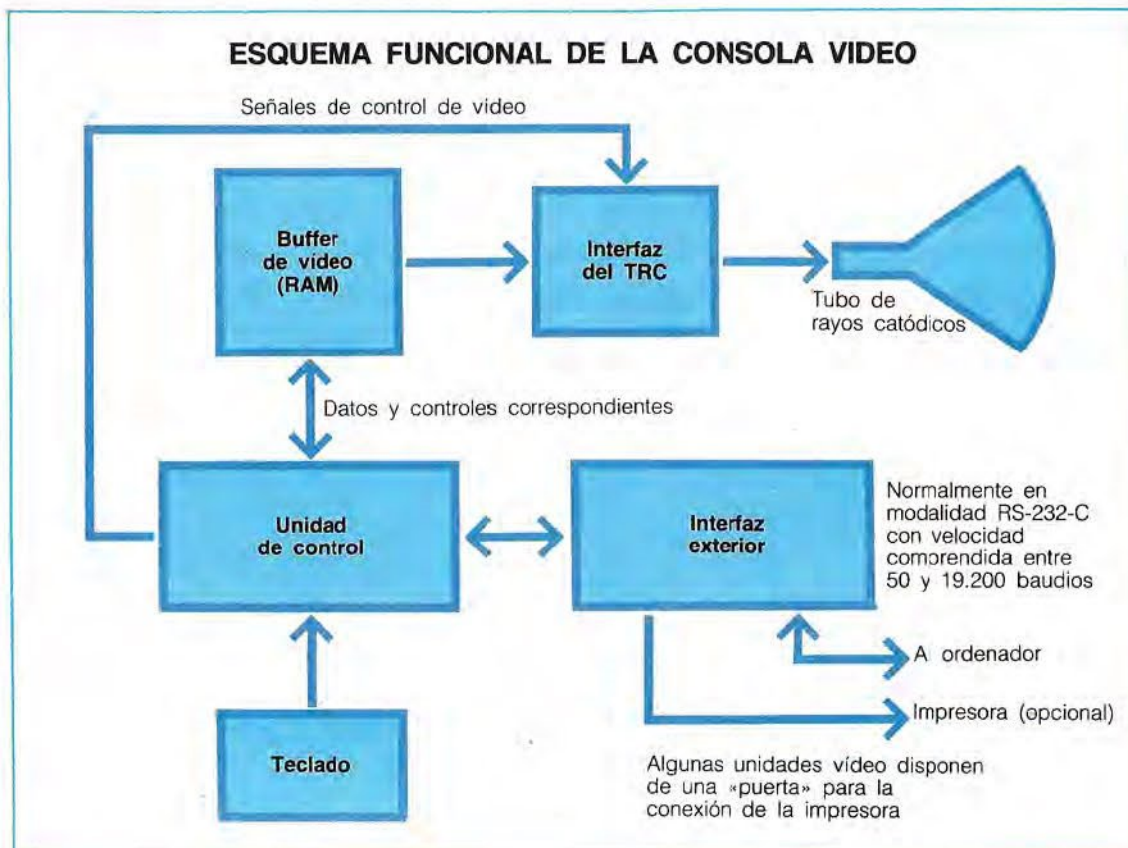 ESQUEMA FUNCIONAL DE LA CONSOLA VIDEO
Señales de control de vídeo
Buffer
de vídeo
(RAM)
Interfaz
del TRC
Tubo de
rayos catódicos
Datos y controles correspondientes
Unidad
de control
Interfaz
exterior
Normalmente en
modalidad RS-232-C
con velocidad
comprendida entre
50 y 19.200 baudios
A ordenador
Impresora (opcional)
Teclado
Algunas unidades vídeo disponen
de una «puerta» para la
conexión de la impresora